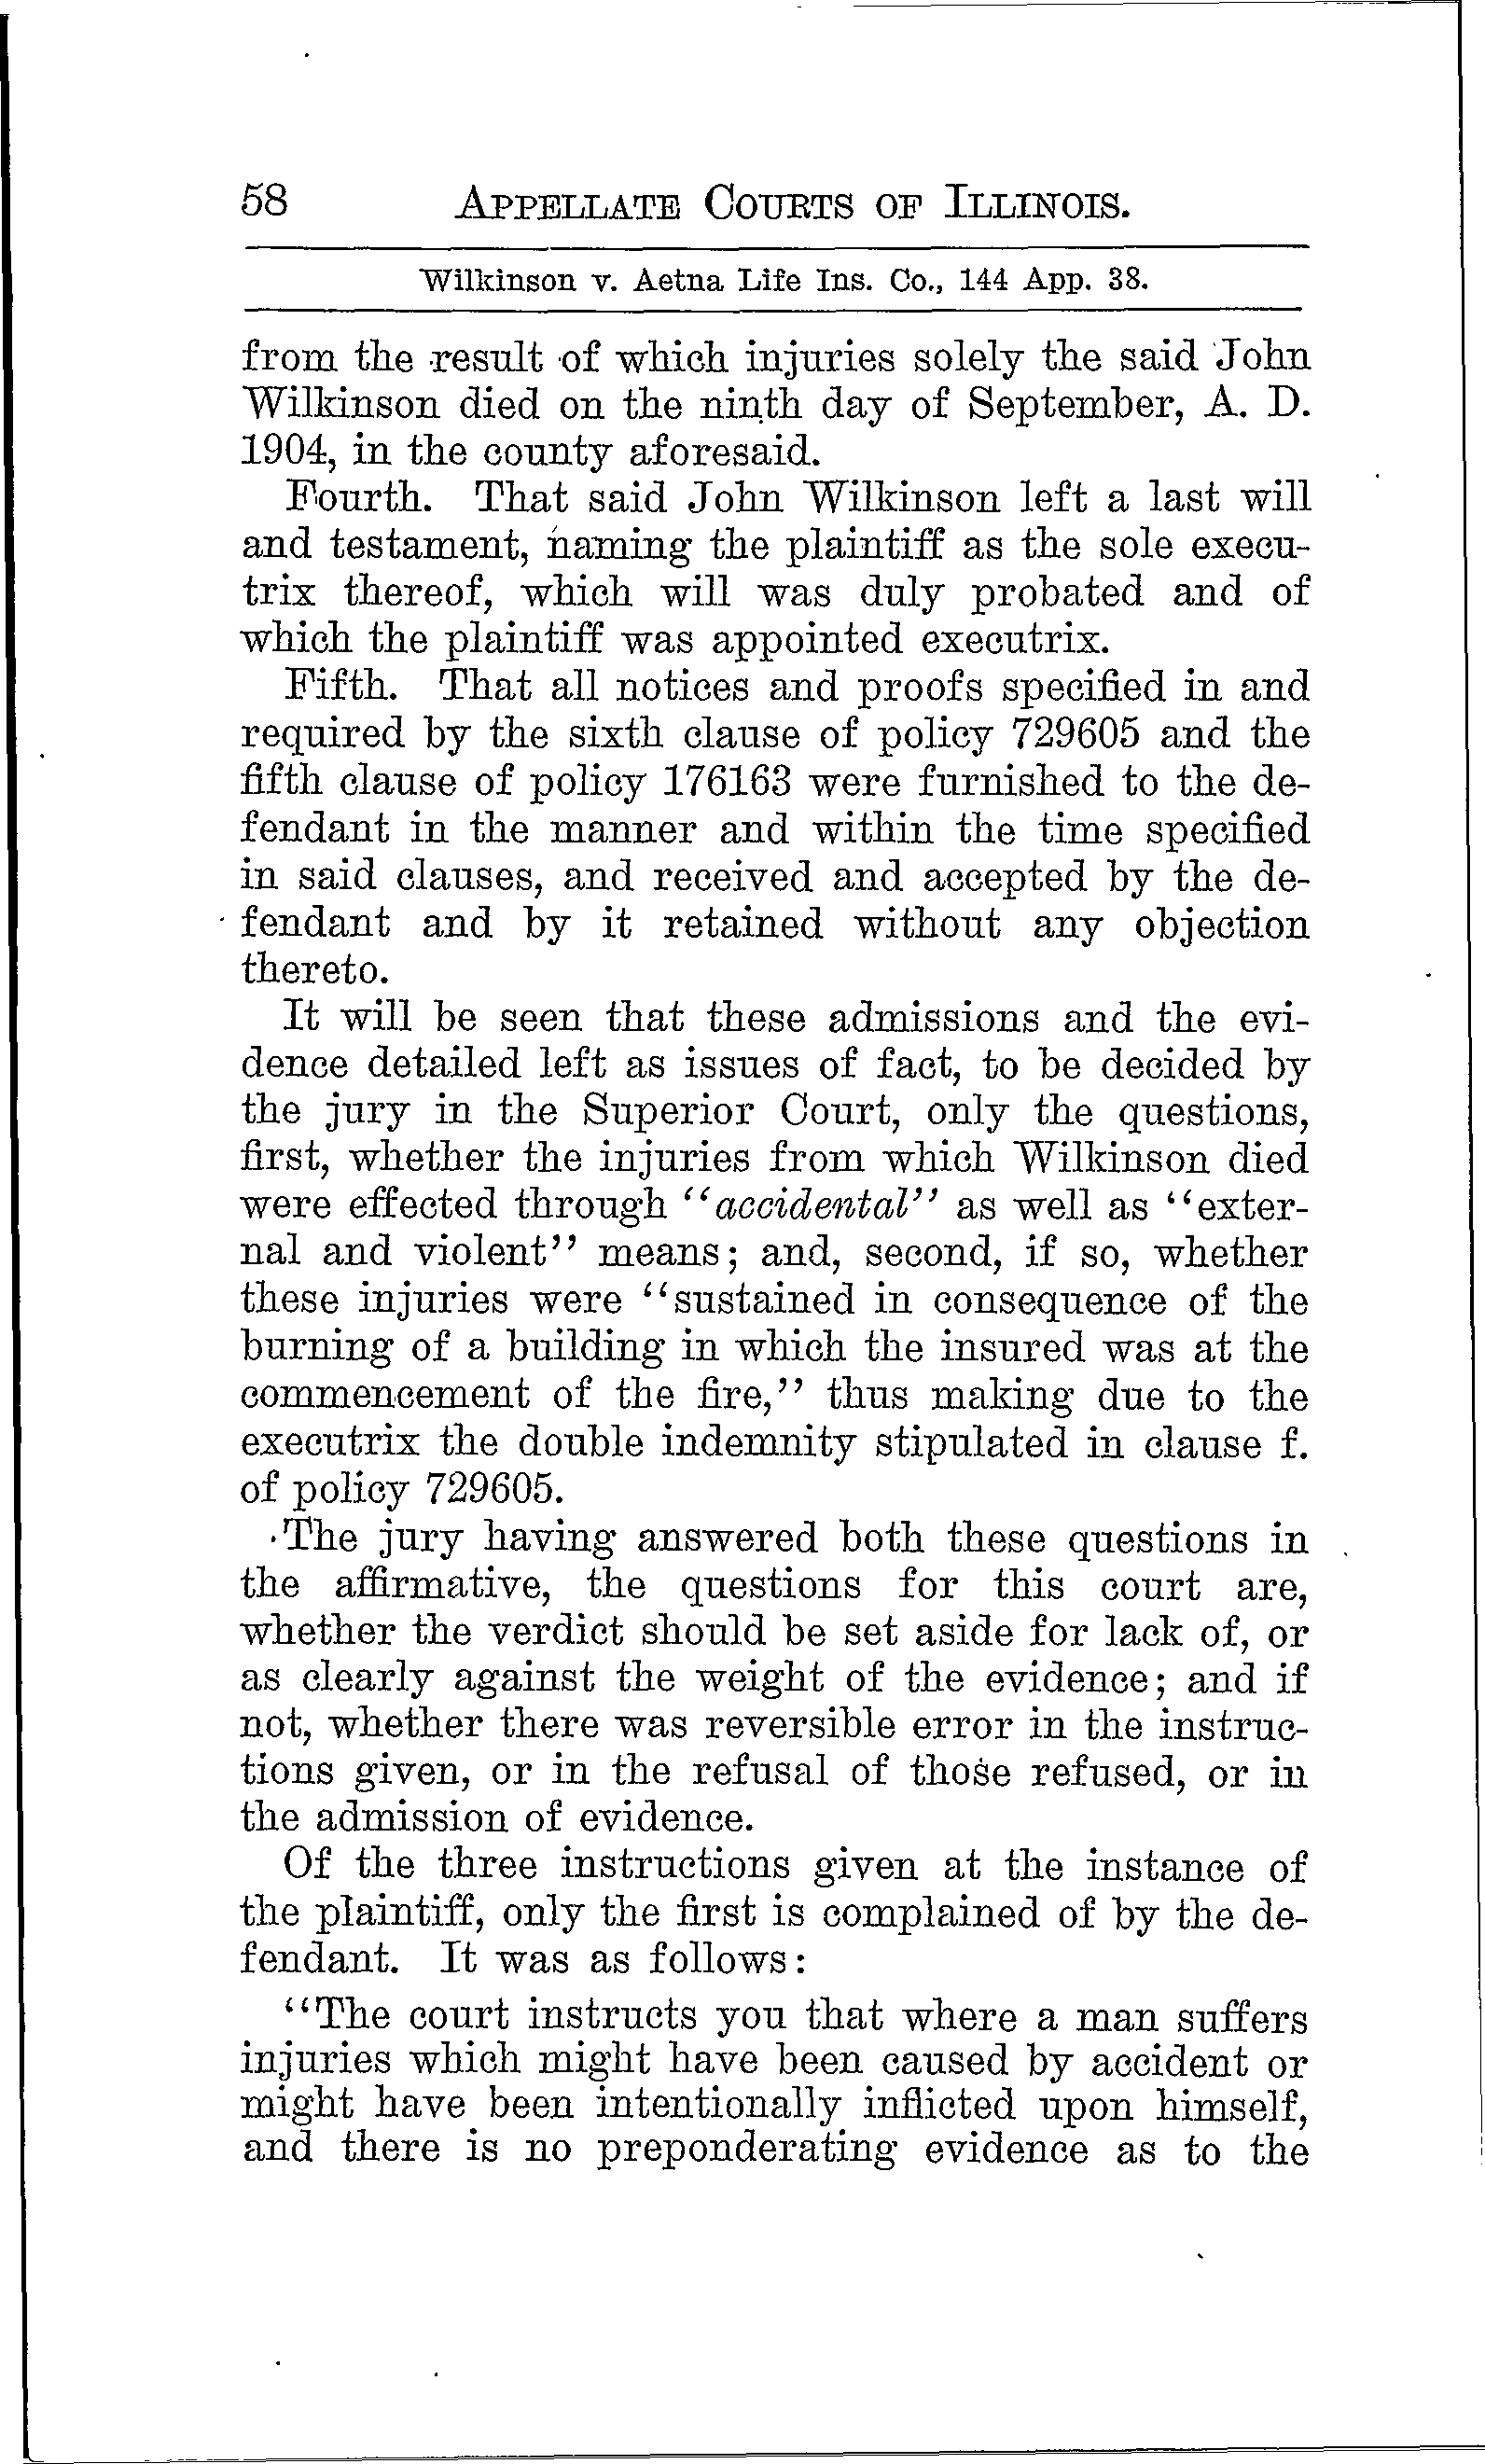 58 APPELLATE COURTS OF ILLINOIS.
Wilkinson v. Aetna Life Ins. Co., 144 App. 38.
from the result of which injuries solely the said John
Wilkinson died on the ninth day of September, A. D.
1904, in the county aforesaid.
Fourth. That said John Wilkinson left a last will
and testament, naming the plaintiff as the sole execu-
trix thereof, which will was duly probated and of
which the plaintiff was appointed executrix.
Fifth. That all notices and proofs specified in and
required by the sixth clause of policy 729605 and the
fifth clause of policy 176163 were furnished to the de-
fendant in the manner and within the time specified
in said clauses, and received and accepted by the de-
fendant and by it retained without any objection
thereto.
It will be seen that these admissions and the evi-
dence detailed left as issues of fact, to be decided by
the jury in the Superior Court, only the questions,
first, whether the injuries from which Wilkinson died
were effected through "accidental" as well as "exter-
nal and violent" means; and, second, if so, whether
these injuries were "sustained in consequence of the
burning of a building in which the insured was at the
commencement of the fire," thus making due to the
executrix the double indemnity stipulated in clause f.
of policy 729605.
The jury having answered both these questions in
the affirmative, the questions for this court are,
whether the verdict should be set aside for lack of, or
as clearly against the weight of the evidence; and if
not, whether there was reversible error in the instruc-
tions given, or in the refusal of those refused, or in
the admission of evidence.
Of the three instructions given at the instance of
the plaintiff, only the first is complained of by the de-
fendant. It was as follows:
"The court instructs you that where a man suffers
injuries which might have been caused by accident or
might have been intentionally inflicted upon himself,
and there is no preponderating evidence as to the